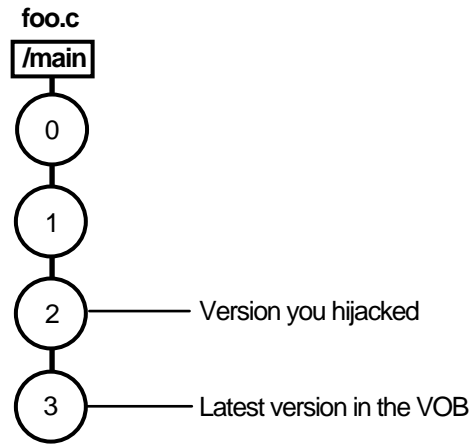 foo.c
/main
0
1
2 Version you hijacked
3 Latest version in the VOB